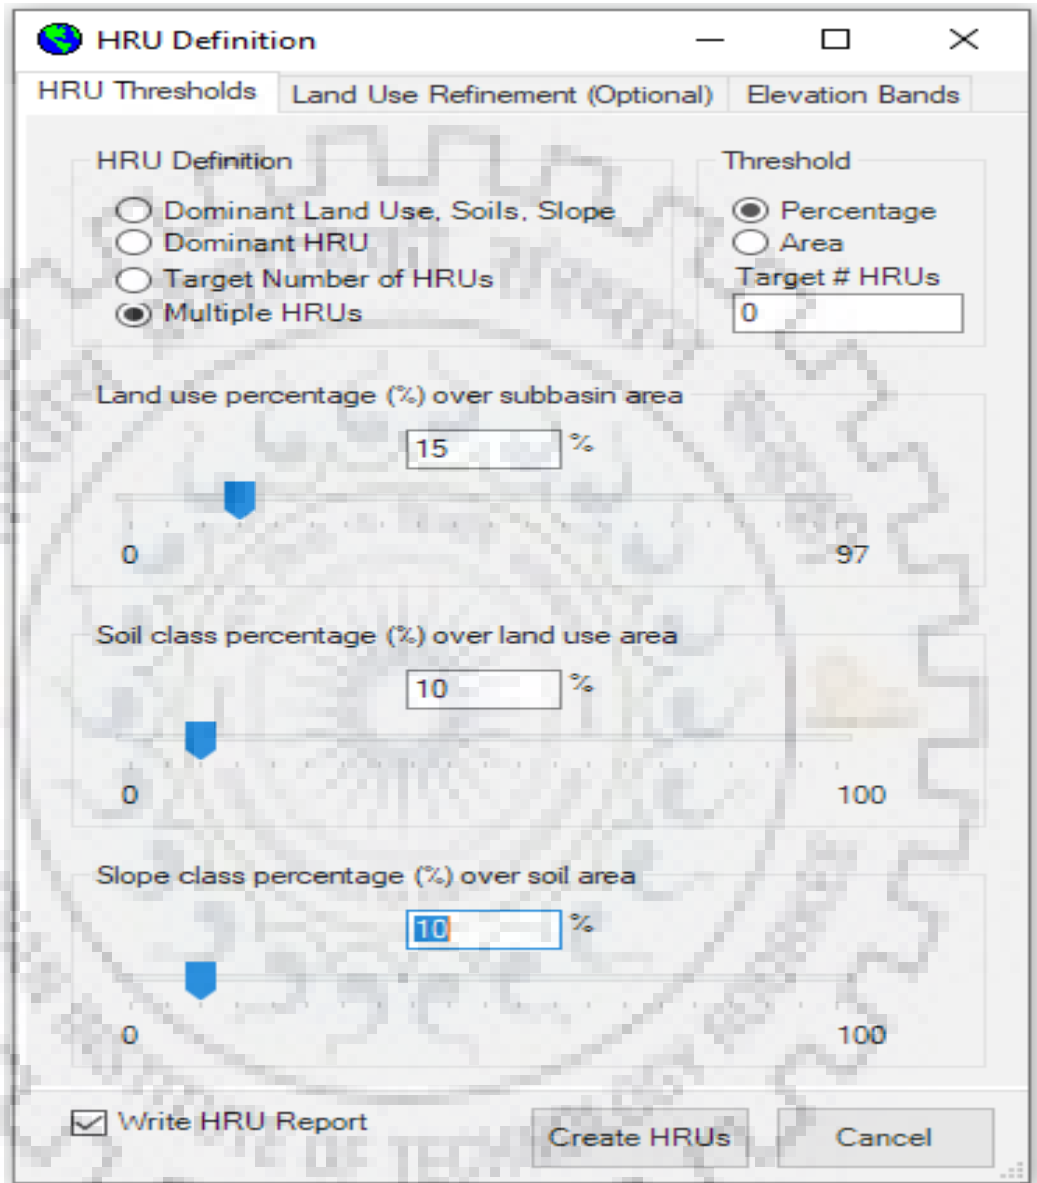 HRU Definition
HRU Thresholds Land Use Refinement (Optional) Elevation Bands
HRU Definition
Dominant Land Use, Soils, Slope
Dominant HRU
Target Number of HRUs
Multiple HRUs
Threshold
Percentage
Area
Target # HRUs
0
Land use percentage (%) over subbasin area
15 %
0 97
Soil class percentage (%) over land use area
10 %
0 100
Slope class percentage (%) over soil area
10 %
0 100
Write HRU Report Create HRUs Cancel